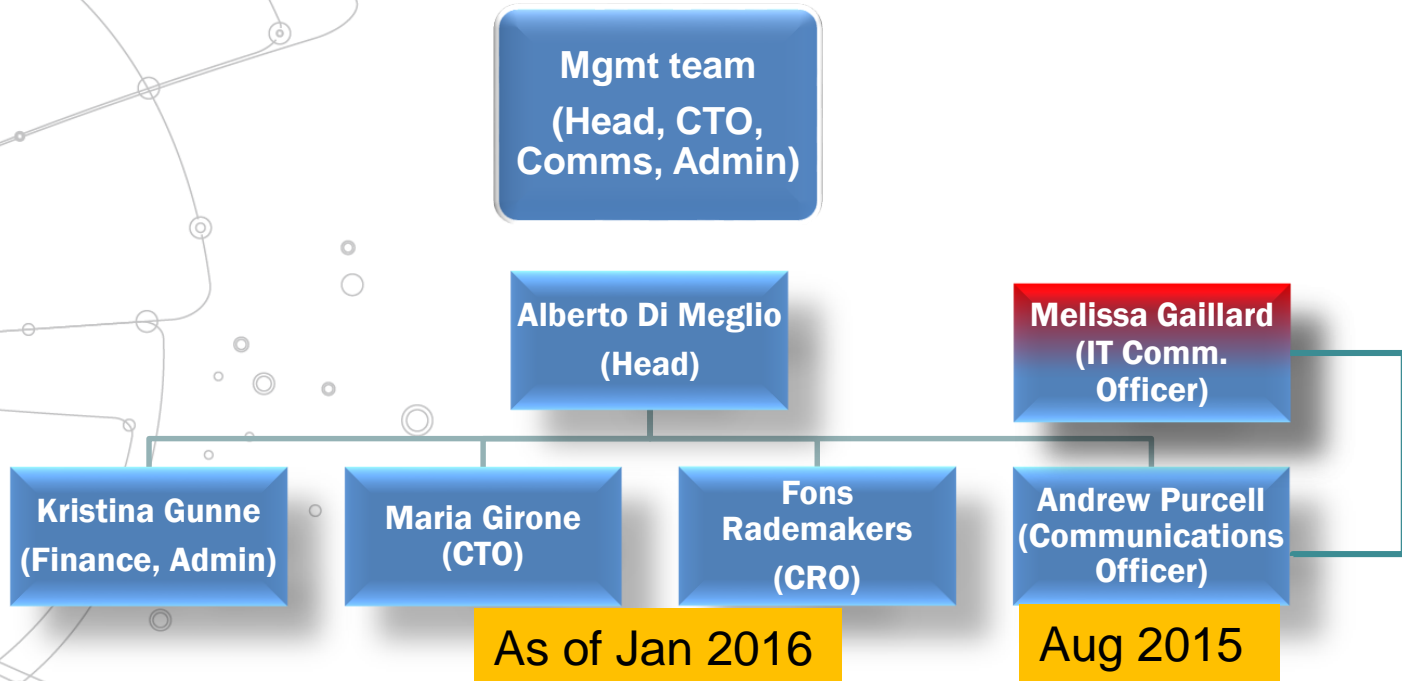 Mgmt team
(Head, CTO,
Comms, Admin)
Alberto Di Meglio
(Head)
Melissa Gaillard
(IT Comm.
Officer)
Kristina Gunne
(Finance, Admin)
Maria Girone
(CTO)
Fons
Rademakers
(CRO)
Andrew Purcell
(Communications
Officer)
As of Jan 2016
Aug 2015